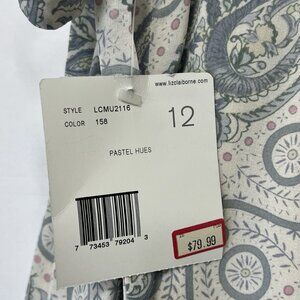 www.lizclaiborne.com
STYLE LCMU2116
COLOR 158
12
PASTEL HUES
7 73453 79204 3
$79.99